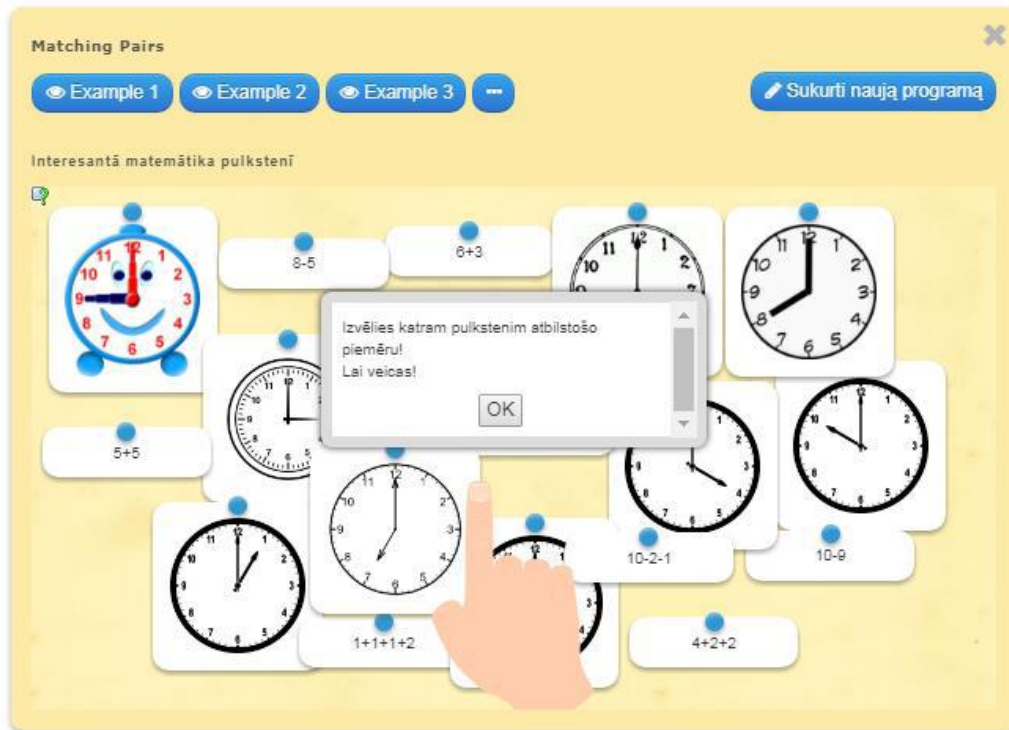 Matching Pairs
Example 1
Example 2
Example 3
Sukurti naują programą
Interesantā matemātika pulkstenī
8-5
6+3
Izvēlies katram pulkstenim atbilstošo
piemēru!
Lai veicas!
OK
5+5
10-2-1
10-9
1+1+1+2
4+2+2